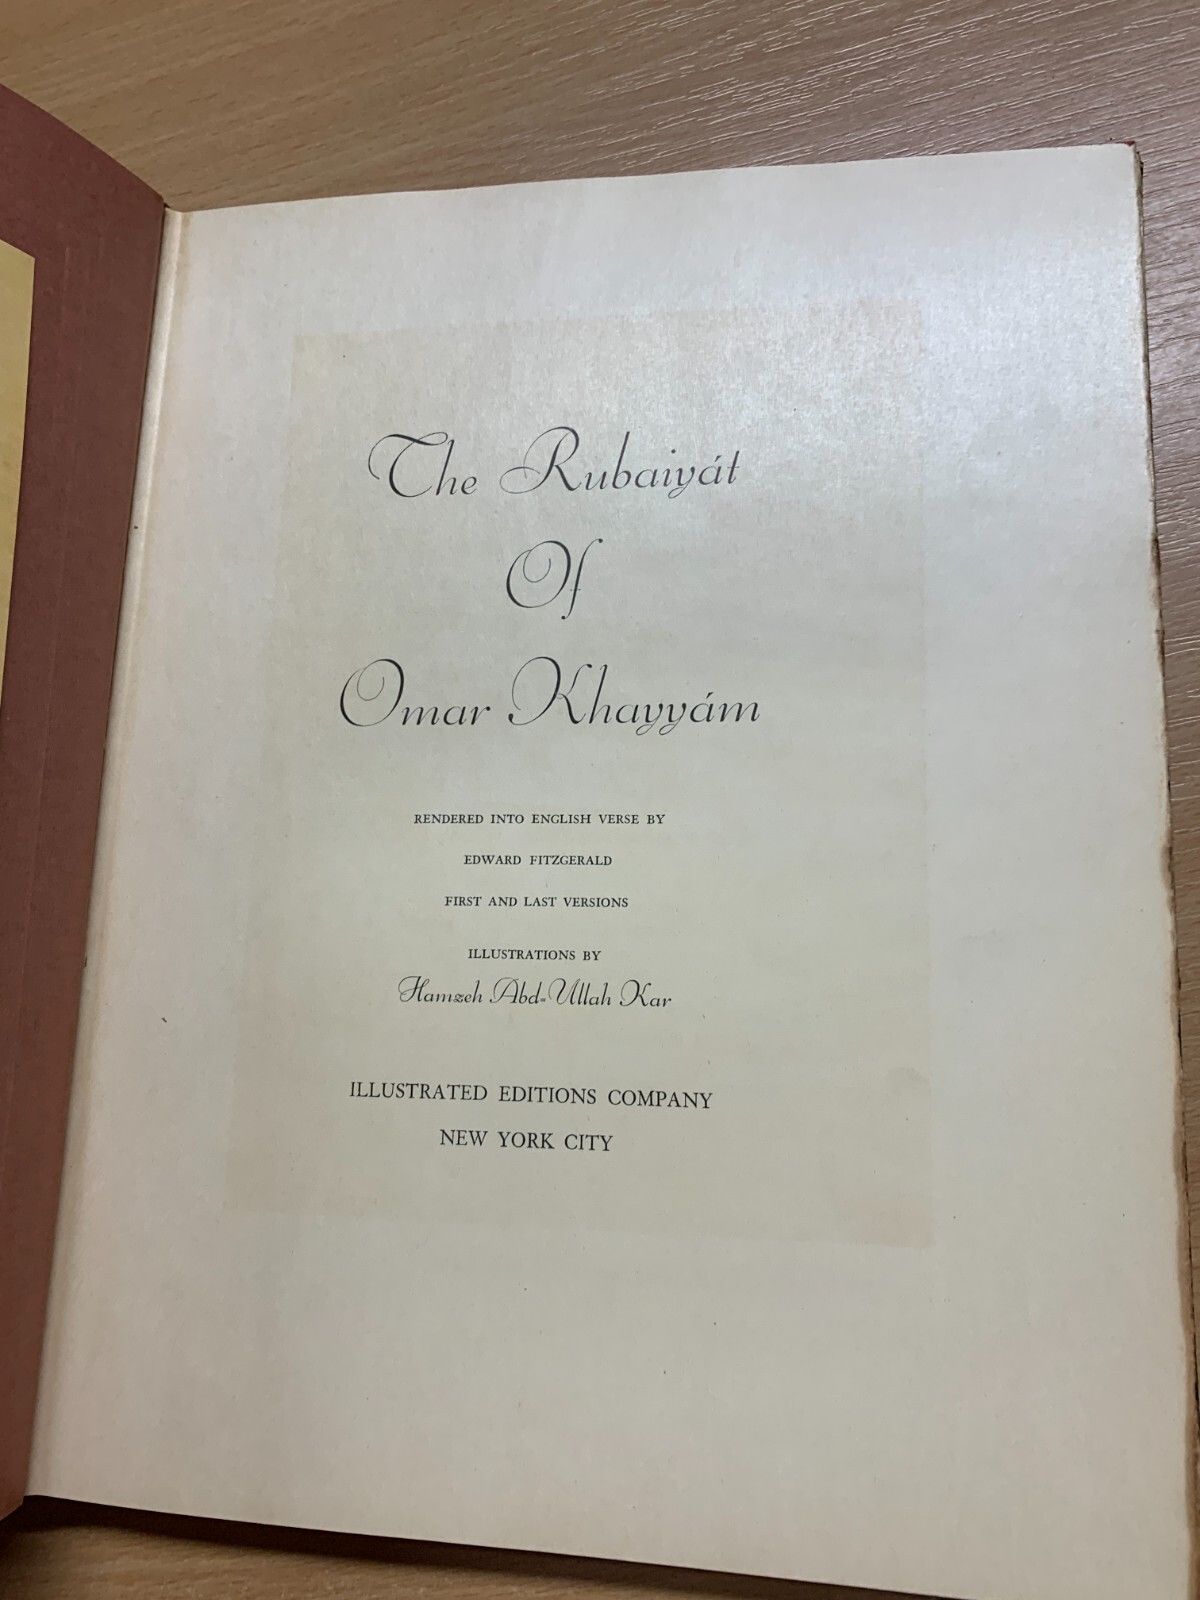 The Rubaiyát
Of
Omar Khayyám
RENDERED INTO ENGLISH VERSE BY
EDWARD FITZGERALD
FIRST AND LAST VERSIONS
ILLUSTRATIONS BY
Hamzeh Abd-Ullah Kar
ILLUSTRATED EDITIONS COMPANY
NEW YORK CITY